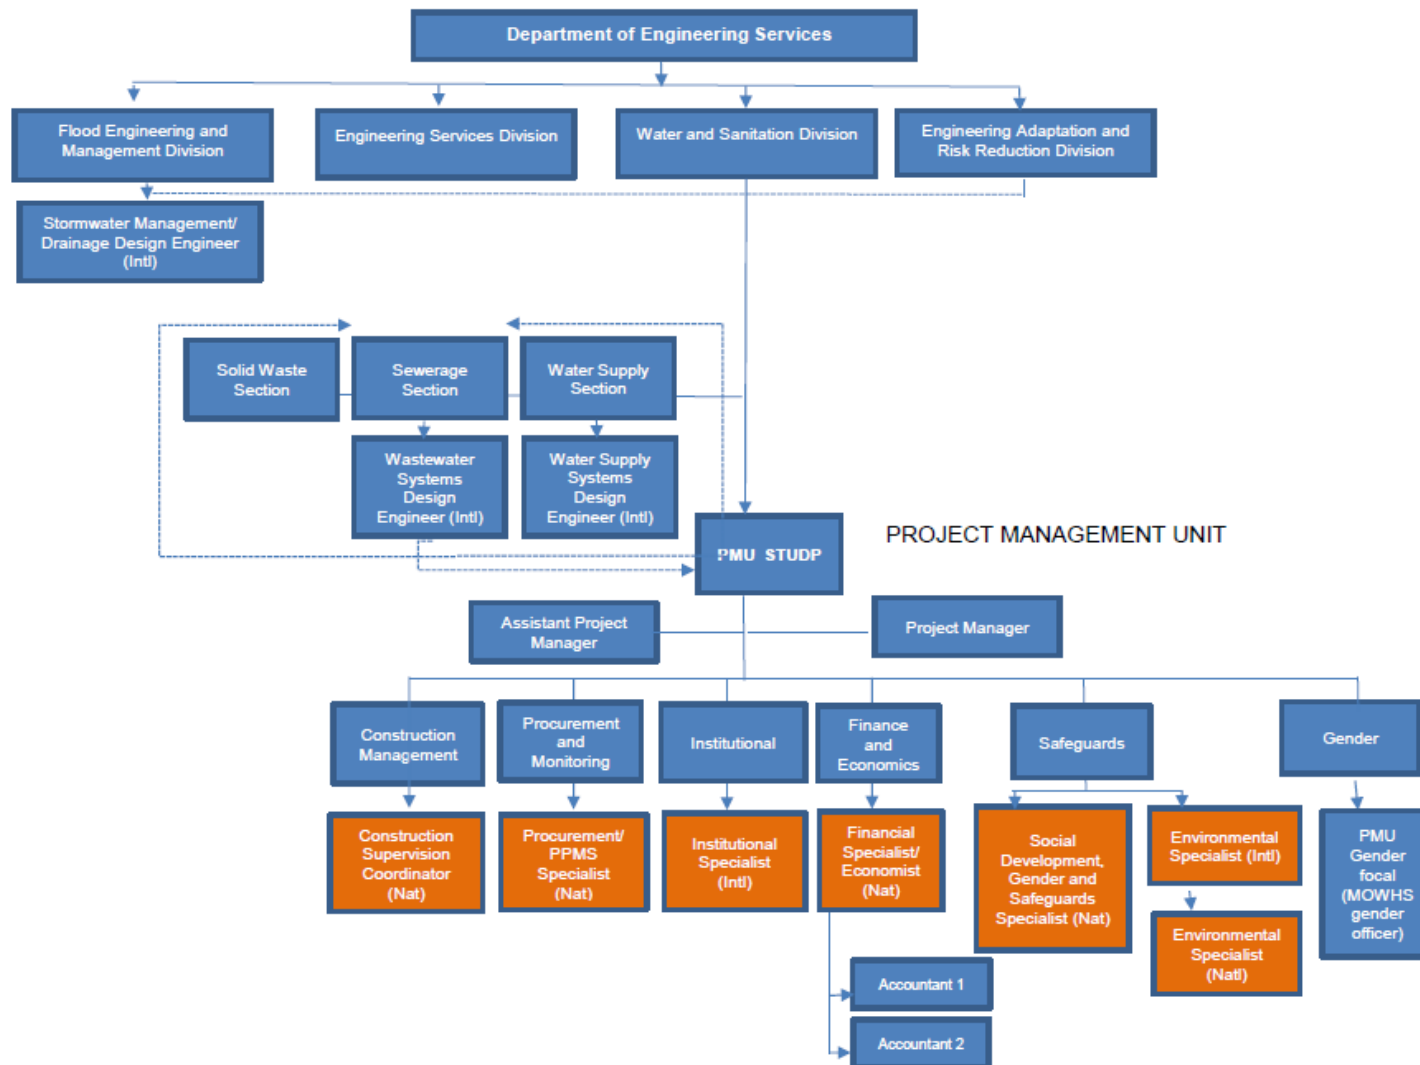 Department of Engineering Services
Flood Engineering and
Management Division
Engineering Services Division
Water and Sanitation Division
Engineering Adaptation and
Risk Reduction Division
Stormwater Management/
Drainage Design Engineer
(Intl)
Solid Waste
Section
Sewerage
Section
Water Supply
Section
Wastewater
Systems
Design
Engineer (Intl)
Water Supply
Systems
Design
Engineer (Intl)
PMU STUDP
PROJECT MANAGEMENT UNIT
Assistant Project
Manager
Project Manager
Construction
Management
Procurement
and
Monitoring
Institutional
Finance
and
Economics
Safeguards
Gender
Construction
Supervision
Coordinator
(Nat)
Procurement/
PPMS
Specialist
(Nat)
Institutional
Specialist
(Intl)
Financial
Specialist/
Economist
(Nat)
Social
Development,
Gender and
Safeguards
Specialist (Nat)
Environmental
Specialist (Intl)
Environmental
Specialist
(Natl)
PMU
Gender
focal
(MOWHS
gender
officer)
Accountant 1
Accountant 2